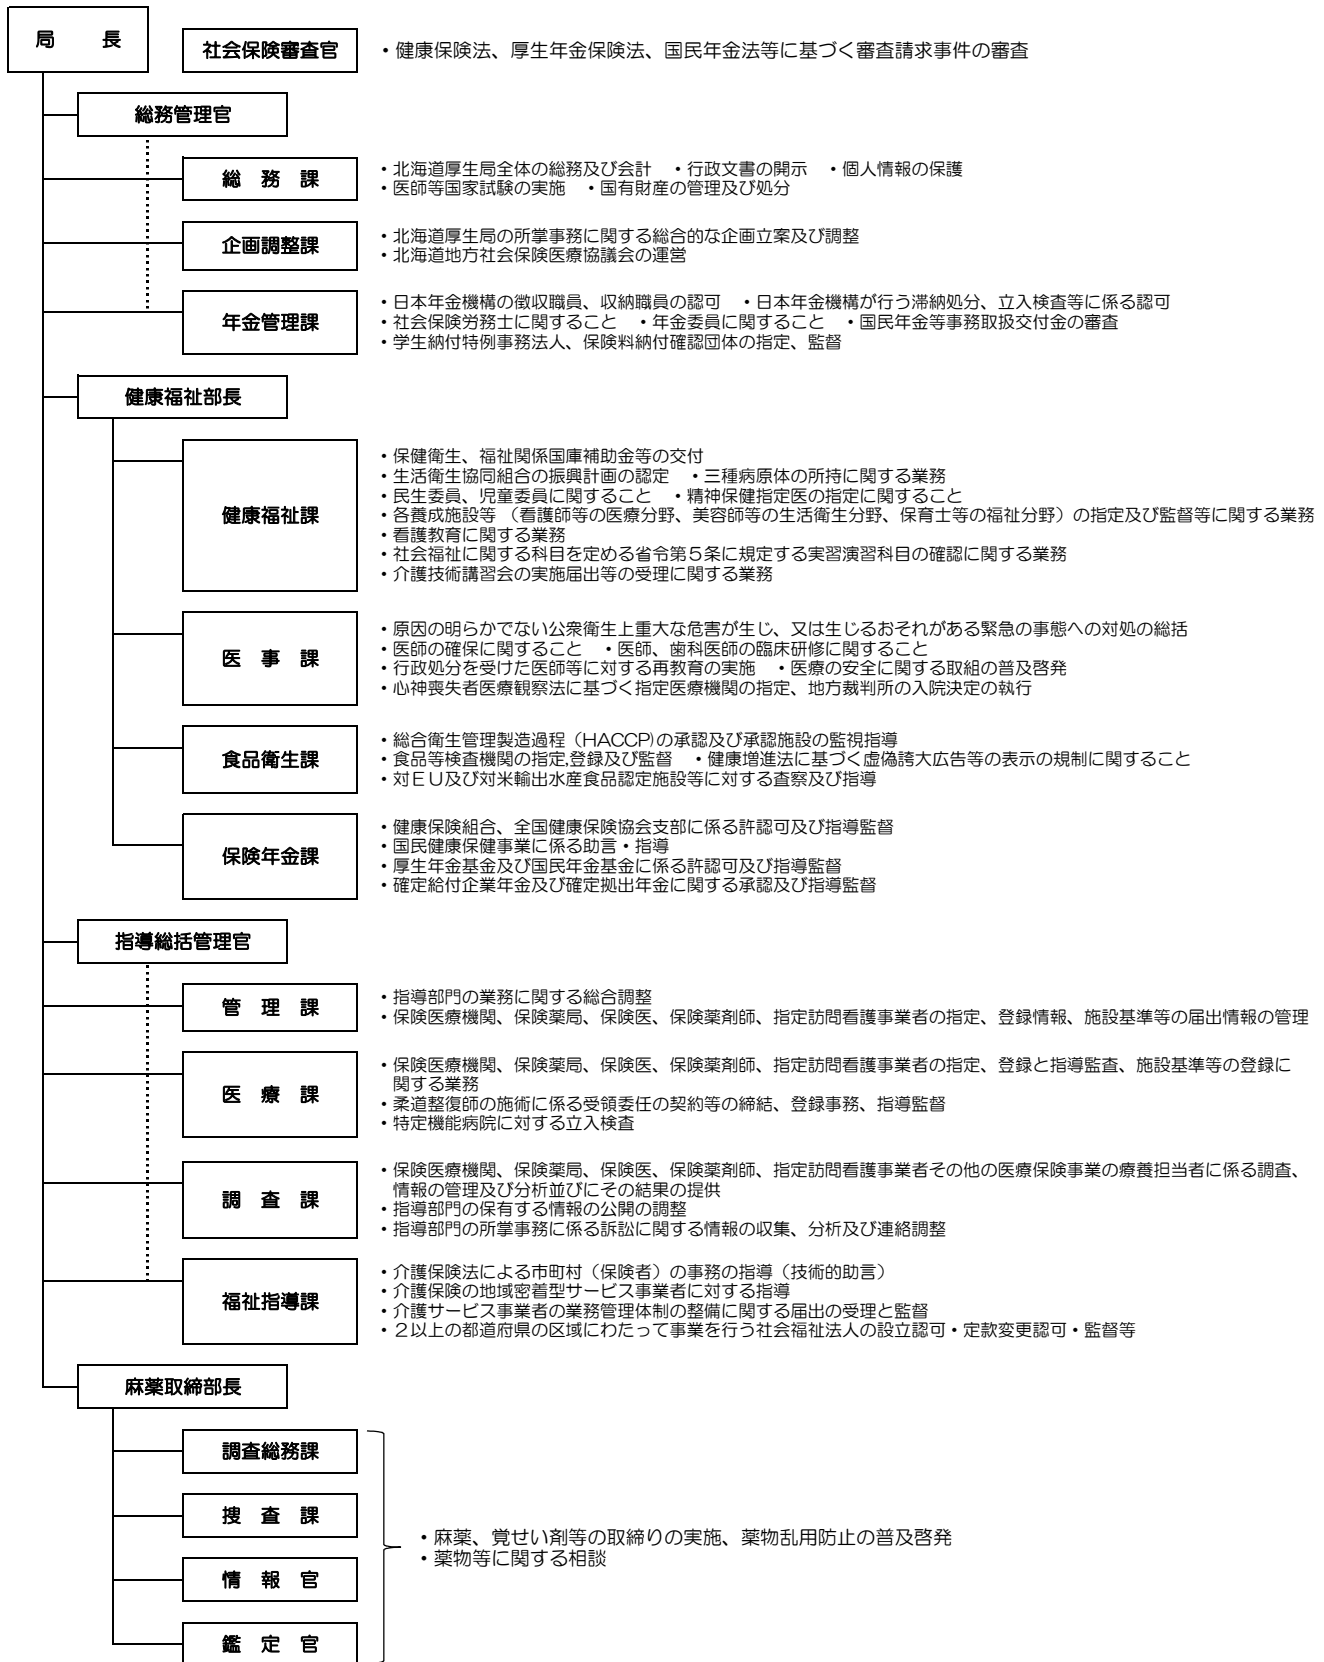 局　　長
社会保険審査官
・健康保険法、厚生年金保険法、国民年金法等に基づく審査請求事件の審査
総務管理官
総　務　課
・北海道厚生局全体の総務及び会計　・行政文書の開示　・個人情報の保護
・医師等国家試験の実施　・国有財産の管理及び処分
企画調整課
・北海道厚生局の所掌事務に関する総合的な企画立案及び調整
・北海道地方社会保険医療協議会の運営
年金管理課
・日本年金機構の徴収職員、収納職員の認可　・日本年金機構が行う滞納処分、立入検査等に係る認可
・社会保険労務士に関すること　・年金委員に関すること　・国民年金等事務取扱交付金の審査
・学生納付特例事務法人、保険料納付確認団体の指定、監督
健康福祉部長
健康福祉課
・保健衛生、福祉関係国庫補助金等の交付
・生活衛生協同組合の振興計画の認定　・三種病原体の所持に関する業務
・民生委員、児童委員に関すること　・精神保健指定医の指定に関すること
・各養成施設等　（看護師等の医療分野、美容師等の生活衛生分野、保育士等の福祉分野）の指定及び監督等に関する業務
・看護教育に関する業務
・社会福祉に関する科目を定める省令第５条に規定する実習演習科目の確認に関する業務
・介護技術講習会の実施届出等の受理に関する業務
医　事　課
・原因の明らかでない公衆衛生上重大な危害が生じ、又は生じるおそれがある緊急の事態への対処の総括
・医師の確保に関すること　・医師、歯科医師の臨床研修に関すること
・行政処分を受けた医師等に対する再教育の実施　・医療の安全に関する取組の普及啓発
・心神喪失者医療観察法に基づく指定医療機関の指定、地方裁判所の入院決定の執行
食品衛生課
・総合衛生管理製造過程（HACCP)の承認及び承認施設の監視指導
・食品等検査機関の指定,登録及び監督　・健康増進法に基づく虚偽誇大広告等の表示の規制に関すること
・対ＥＵ及び対米輸出水産食品認定施設等に対する査察及び指導
保険年金課
・健康保険組合、全国健康保険協会支部に係る許認可及び指導監督
・国民健康保健事業に係る助言・指導
・厚生年金基金及び国民年金基金に係る許認可及び指導監督
・確定給付企業年金及び確定拠出年金に関する承認及び指導監督
指導総括管理官
管　理　課
・指導部門の業務に関する総合調整
・保険医療機関、保険薬局、保険医、保険薬剤師、指定訪問看護事業者の指定、登録情報、施設基準等の届出情報の管理
医　療　課
・保険医療機関、保険薬局、保険医、保険薬剤師、指定訪問看護事業者の指定、登録と指導監査、施設基準等の登録に
関する業務
・柔道整復師の施術に係る受領委任の契約等の締結、登録事務、指導監督
・特定機能病院に対する立入検査
調　査　課
・保険医療機関、保険薬局、保険医、保険薬剤師、指定訪問看護事業者その他の医療保険事業の療養担当者に係る調査、
情報の管理及び分析並びにその結果の提供
・指導部門の保有する情報の公開の調整
・指導部門の所掌事務に係る訴訟に関する情報の収集、分析及び連絡調整
福祉指導課
・介護保険法による市町村（保険者）の事務の指導（技術的助言）
・介護保険の地域密着型サービス事業者に対する指導
・介護サービス事業者の業務管理体制の整備に関する届出の受理と監督
・２以上の都道府県の区域にわたって事業を行う社会福祉法人の設立認可・定款変更認可・監督等
麻薬取締部長
調査総務課
捜　査　課
情　報　官
鑑　定　官
・麻薬、覚せい剤等の取締りの実施、薬物乱用防止の普及啓発
・薬物等に関する相談